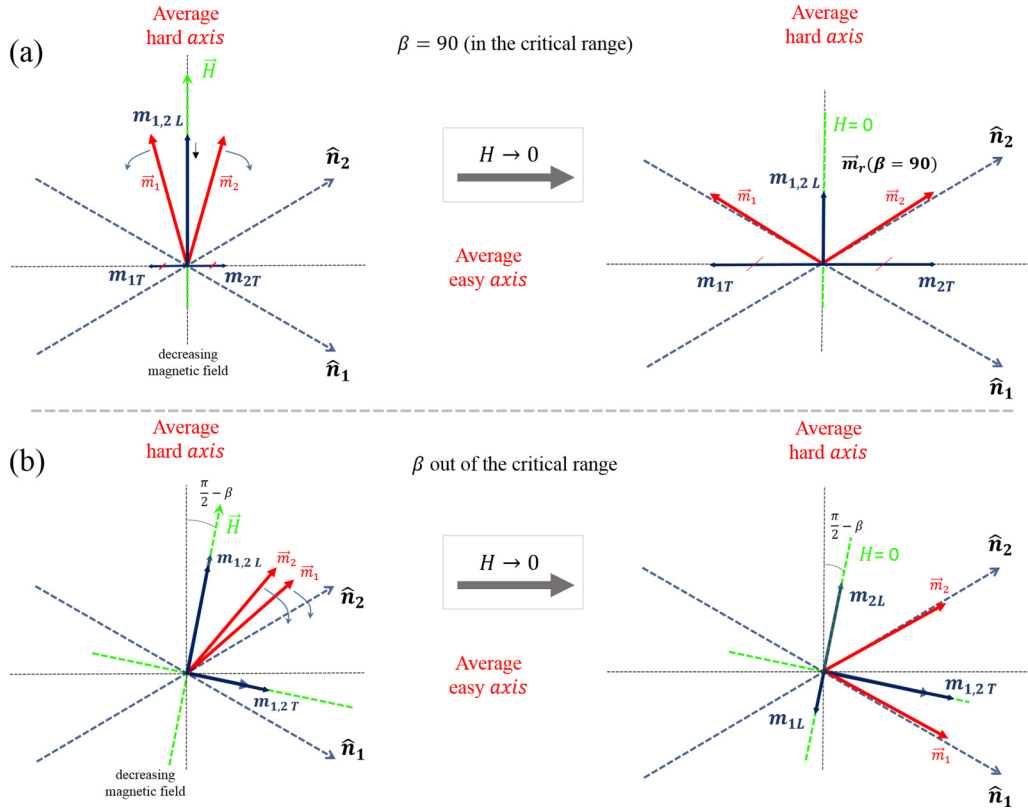 Average
hard axis
(a)
β = 90 (in the critical range)
Average
hard axis
H⃗
m₁,₂ L
m⃗₁
m⃗₂
n̂₂
m₁T
m₂T
n̂₁
decreasing
magnetic field
H → 0
Average
easy axis
H=0
n̂₂
m⃗ᵣ(β = 90)
m₁,₂ L
m⃗₁
m⃗₂
m₁T
m₂T
n̂₁
Average
hard axis
(b)
β out of the critical range
Average
hard axis
π/2 − β
H⃗
m₁,₂ L
m⃗₂
m⃗₁
n̂₂
m₁,₂ T
n̂₁
decreasing
magnetic field
H → 0
Average
easy axis
π/2 − β
H=0
n̂₂
m₂L
m⃗₂
m₁,₂ T
m₁L
m⃗₁
n̂₁